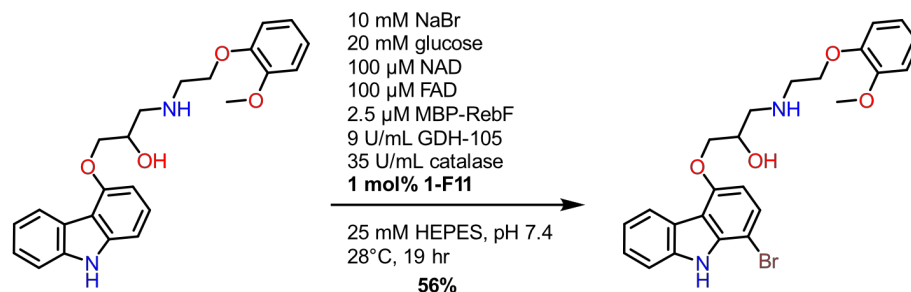 10 mM NaBr
20 mM glucose
100 µM NAD
100 µM FAD
2.5 µM MBP-RebF
9 U/mL GDH-105
35 U/mL catalase
1 mol% 1-F11
25 mM HEPES, pH 7.4
28°C, 19 hr
56%
O
O
NH
OH
O
N
H
O
O
NH
OH
O
N
H
Br